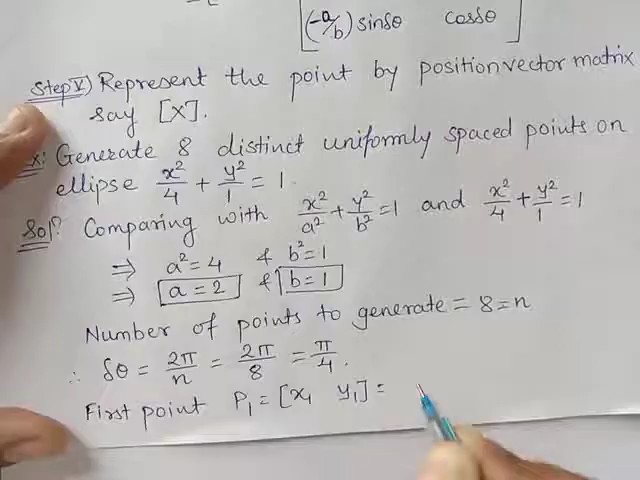 (-a/b) sinδθ cosδθ
Step V) Represent the point by position vector matrix
say [X].
x: Generate 8 distinct uniformly spaced points on
ellipse x²/4 + y²/1 = 1.
Solⁿ: Comparing with x²/a² + y²/b² = 1 and x²/4 + y²/1 = 1
⇒ a² = 4 & b² = 1
⇒ a = 2 & b = 1
Number of points to generate = 8 = n
∴ δθ = 2π/n = 2π/8 = π/4.
First point P₁ = [x₁ y₁] =